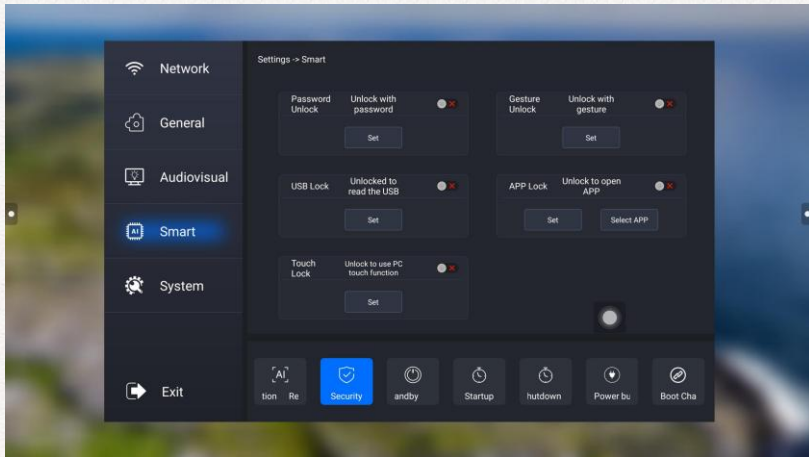 Settings -> Smart
Network
General
Audiovisual
Smart
System
Exit
Password
Unlock
Unlock with
password
Set
Gesture
Unlock
Unlock with
gesture
Set
USB Lock
Unlocked to
read the USB
Set
APP Lock
Unlock to open
APP
Set
Select APP
Touch
Lock
Unlock to use PC
touch function
Set
[AI]
tion Re
Security
andby
Startup
hutdown
Power bu
Boot Cha